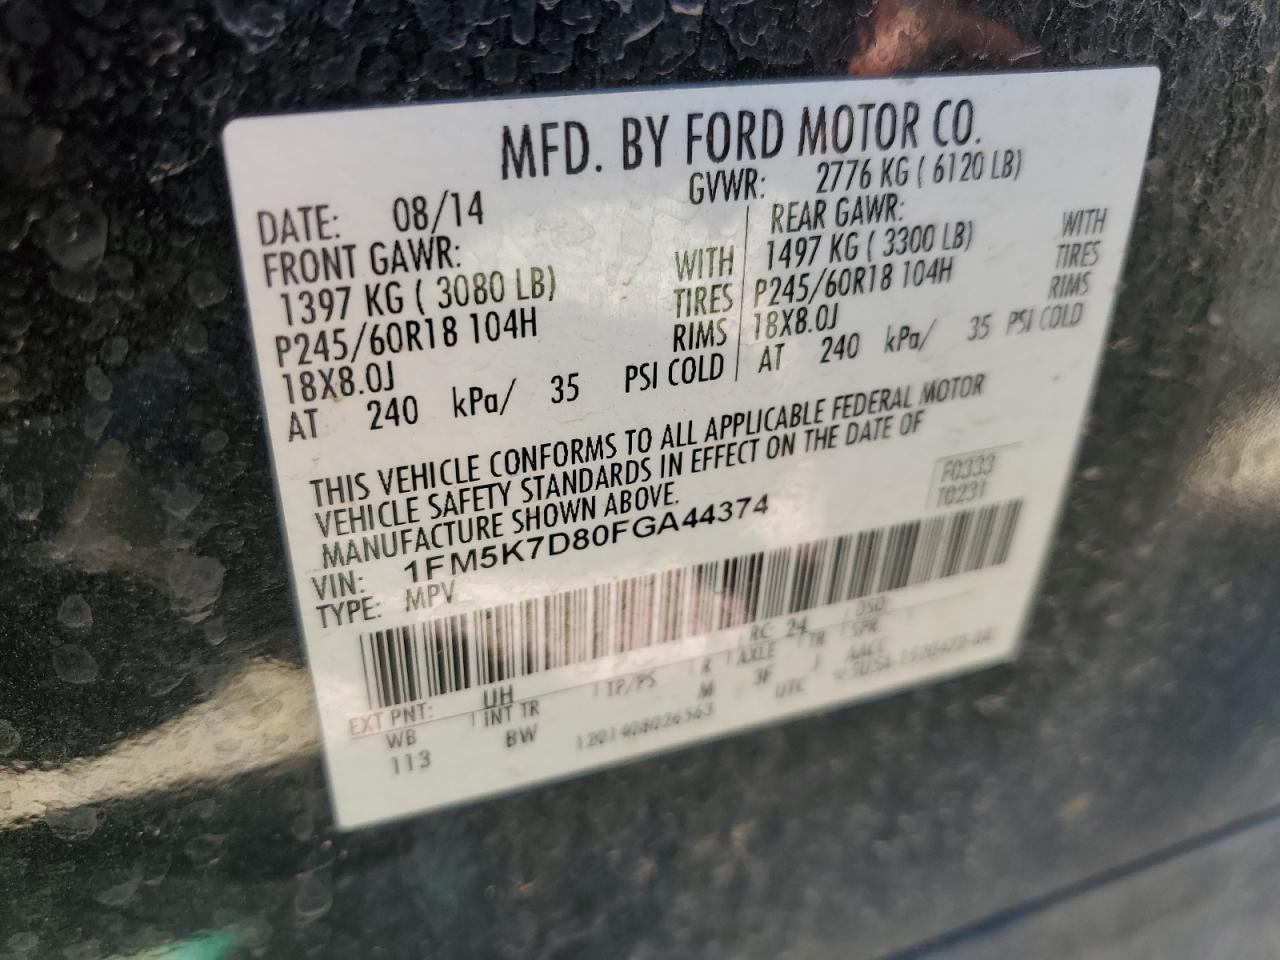 MFD. BY FORD MOTOR CO.
DATE: 08/14 GVWR: 2776 KG ( 6120 LB)
FRONT GAWR: REAR GAWR:
1397 KG ( 3080 LB) WITH 1497 KG ( 3300 LB) WITH
P245/60R18 104H TIRES P245/60R18 104H TIRES
18X8.0J RIMS 18X8.0J RIMS
AT 240 kPa/ 35 PSI COLD AT 240 kPa/ 35 PSI COLD
THIS VEHICLE CONFORMS TO ALL APPLICABLE FEDERAL MOTOR
VEHICLE SAFETY STANDARDS IN EFFECT ON THE DATE OF
MANUFACTURE SHOWN ABOVE.
F0333
T0231
VIN: 1FM5K7D80FGA44374
TYPE: MPV
EXT PNT: UH RC 24 DSO:
WB INT TR TP/PS R AXLE TR SPR
113 BW M 3F J AACC
1201408026563 UTC